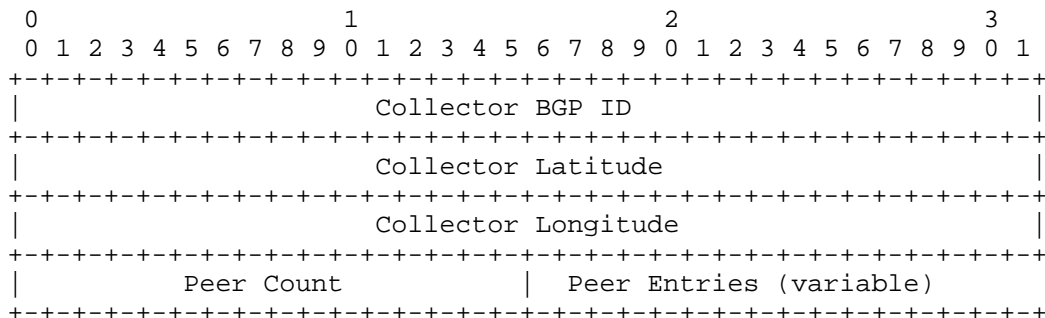 0                   1                   2                   3
 0 1 2 3 4 5 6 7 8 9 0 1 2 3 4 5 6 7 8 9 0 1 2 3 4 5 6 7 8 9 0 1
+-+-+-+-+-+-+-+-+-+-+-+-+-+-+-+-+-+-+-+-+-+-+-+-+-+-+-+-+-+-+-+-+
|                      Collector BGP ID                         |
+-+-+-+-+-+-+-+-+-+-+-+-+-+-+-+-+-+-+-+-+-+-+-+-+-+-+-+-+-+-+-+-+
|                      Collector Latitude                       |
+-+-+-+-+-+-+-+-+-+-+-+-+-+-+-+-+-+-+-+-+-+-+-+-+-+-+-+-+-+-+-+-+
|                      Collector Longitude                      |
+-+-+-+-+-+-+-+-+-+-+-+-+-+-+-+-+-+-+-+-+-+-+-+-+-+-+-+-+-+-+-+-+
|          Peer Count           |  Peer Entries (variable)
+-+-+-+-+-+-+-+-+-+-+-+-+-+-+-+-+-+-+-+-+-+-+-+-+-+-+-+-+-+-+-+-+